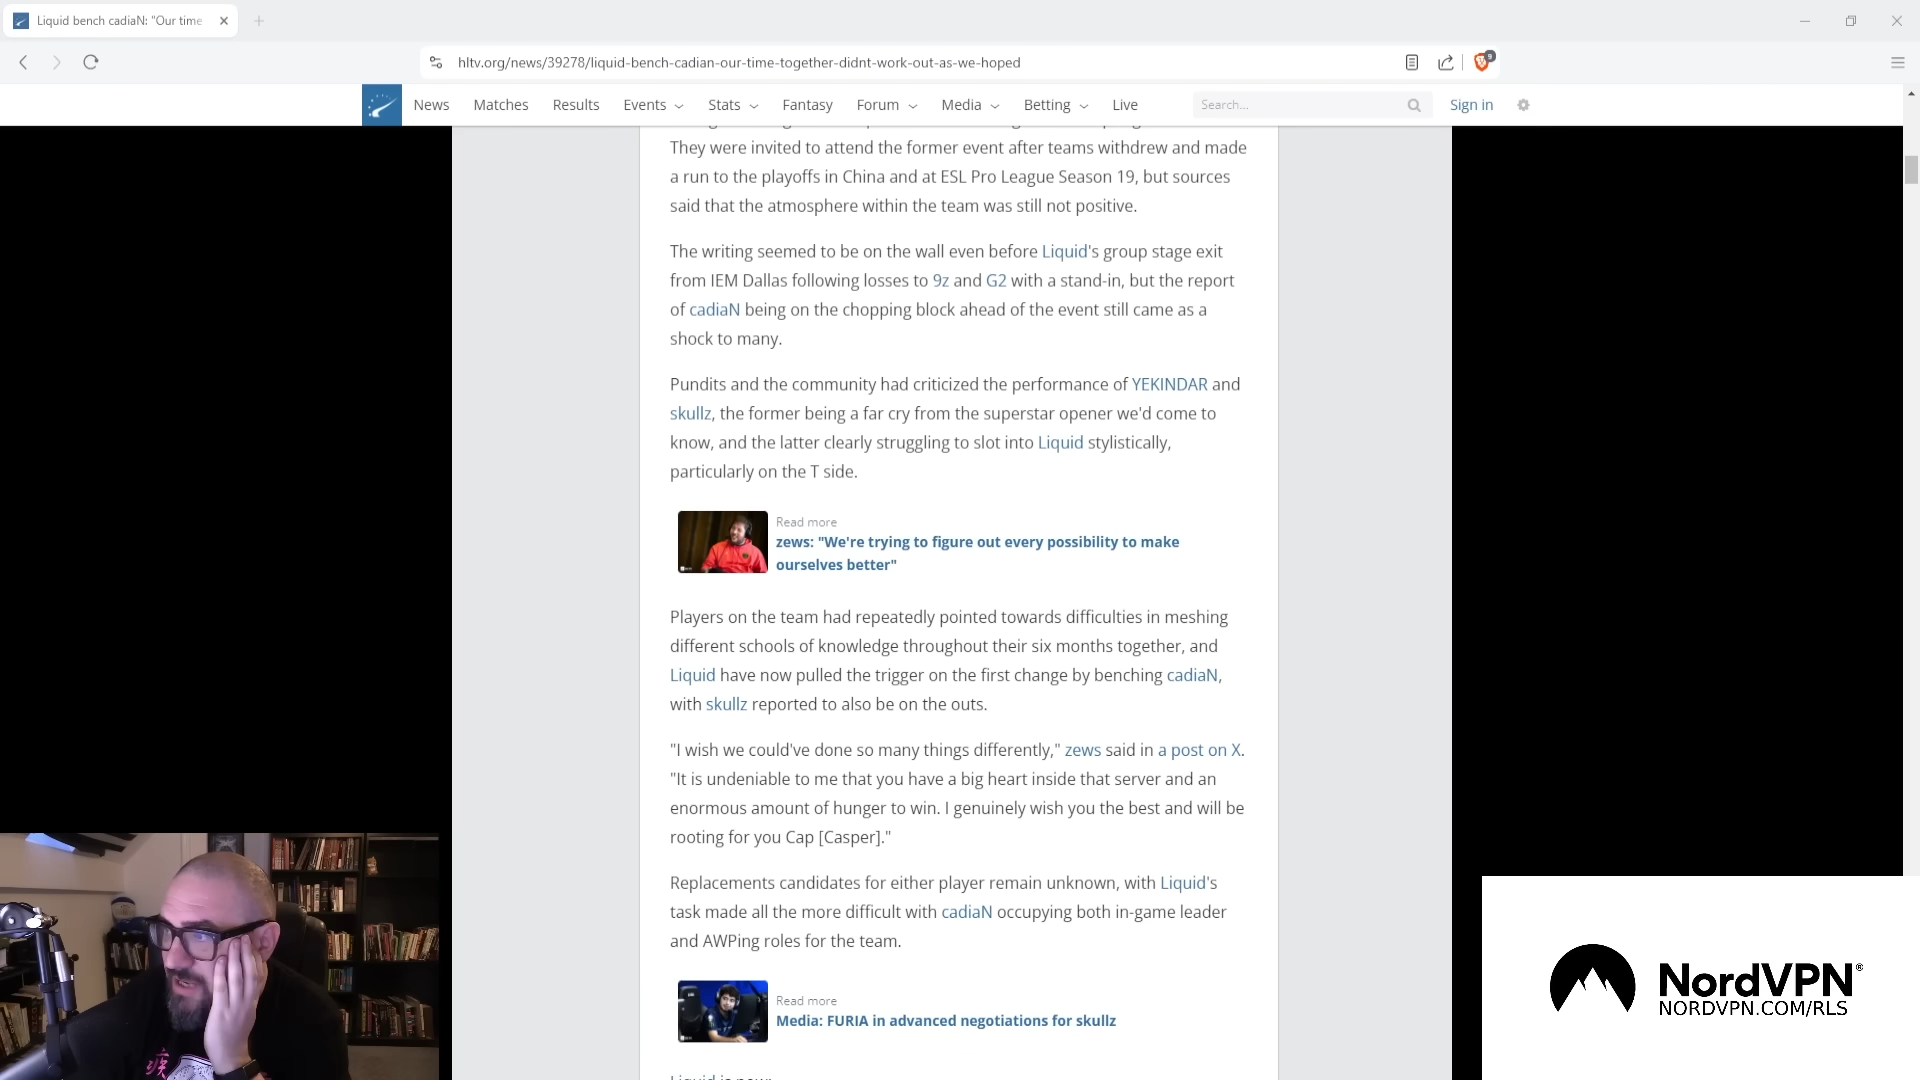 Liquid bench cadiaN: "Our time
hltv.org/news/39278/liquid-bench-cadian-our-time-together-didnt-work-out-as-we-hoped
9
News Matches Results Events Stats Fantasy Forum Media Betting Live Search... Sign in
They were invited to attend the former event after teams withdrew and made
a run to the playoffs in China and at ESL Pro League Season 19, but sources
said that the atmosphere within the team was still not positive.
The writing seemed to be on the wall even before Liquid's group stage exit
from IEM Dallas following losses to 9z and G2 with a stand-in, but the report
of cadiaN being on the chopping block ahead of the event still came as a
shock to many.
Pundits and the community had criticized the performance of YEKINDAR and
skullz, the former being a far cry from the superstar opener we'd come to
know, and the latter clearly struggling to slot into Liquid stylistically,
particularly on the T side.
Read more
zews: "We're trying to figure out every possibility to make
ourselves better"
Players on the team had repeatedly pointed towards difficulties in meshing
different schools of knowledge throughout their six months together, and
Liquid have now pulled the trigger on the first change by benching cadiaN,
with skullz reported to also be on the outs.
"I wish we could've done so many things differently," zews said in a post on X.
"It is undeniable to me that you have a big heart inside that server and an
enormous amount of hunger to win. I genuinely wish you the best and will be
rooting for you Cap [Casper]."
Replacements candidates for either player remain unknown, with Liquid's
task made all the more difficult with cadiaN occupying both in-game leader
and AWPing roles for the team.
Read more
Media: FURIA in advanced negotiations for skullz
NordVPN®
NORDVPN.COM/RLS